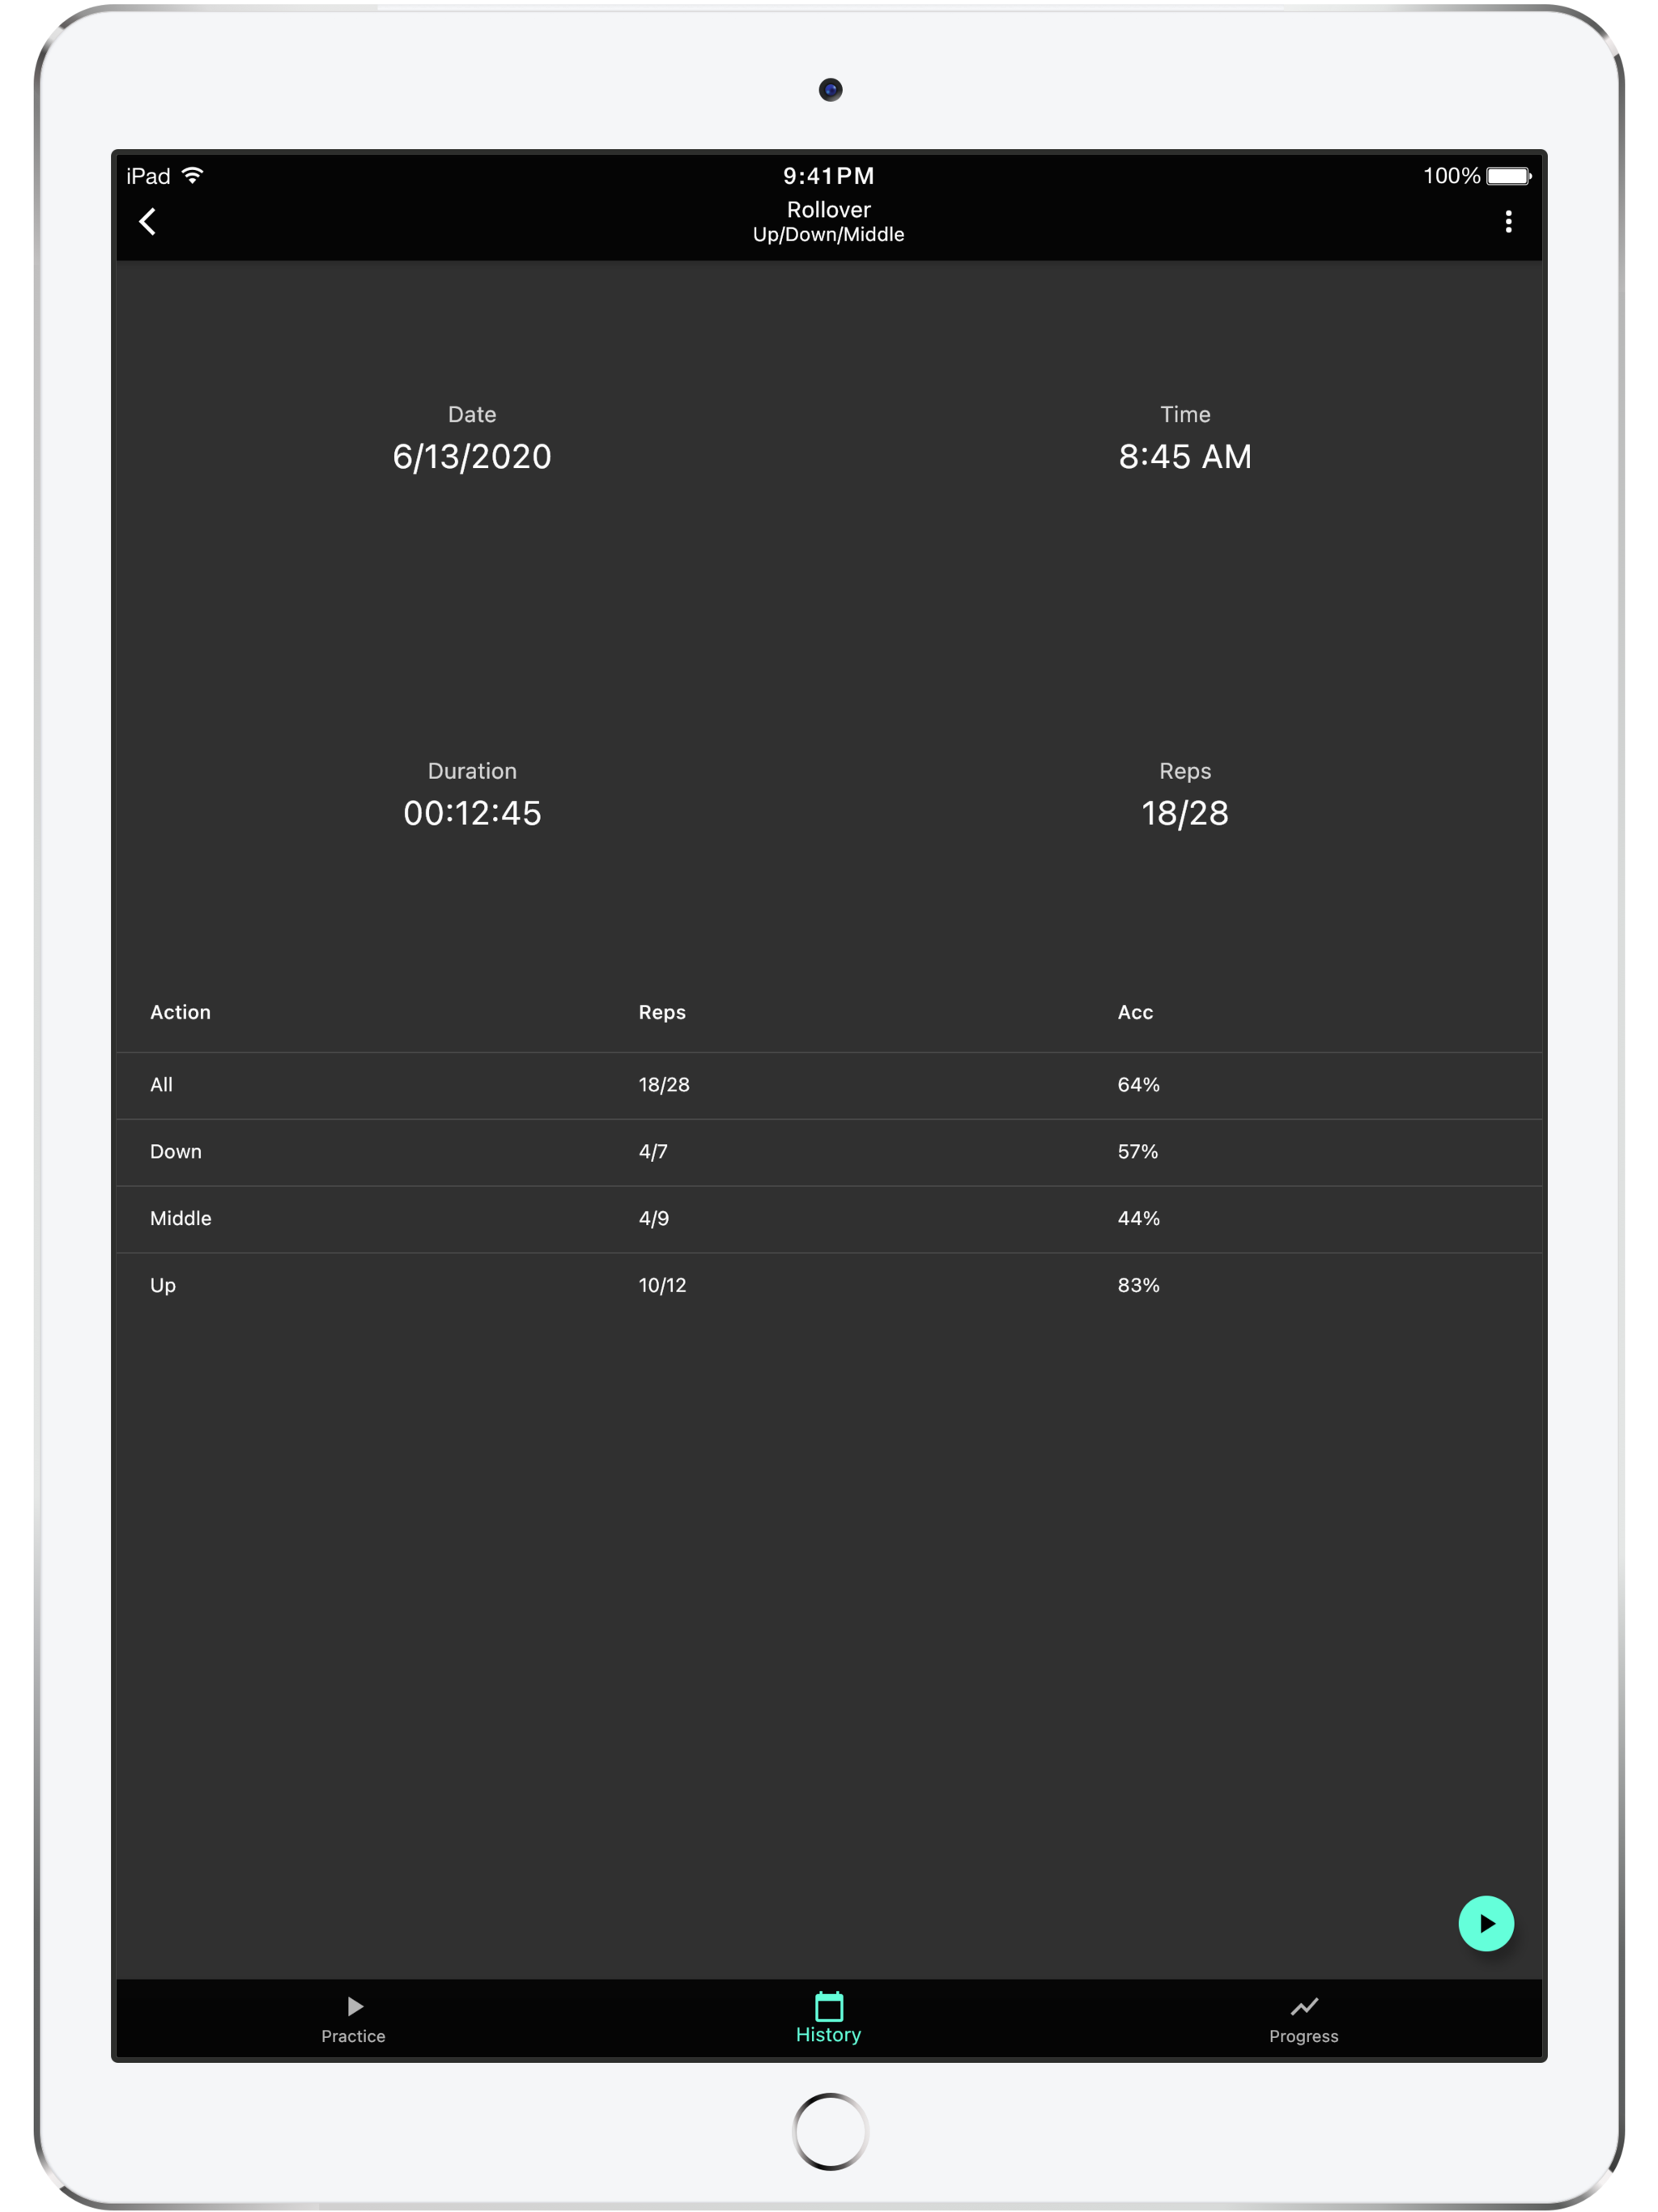 iPad 9:41PM 100%
Rollover
Up/Down/Middle
Date Time
6/13/2020 8:45 AM
Duration Reps
00:12:45 18/28
Action Reps Acc
All 18/28 64%
Down 4/7 57%
Middle 4/9 44%
Up 10/12 83%
Practice History Progress